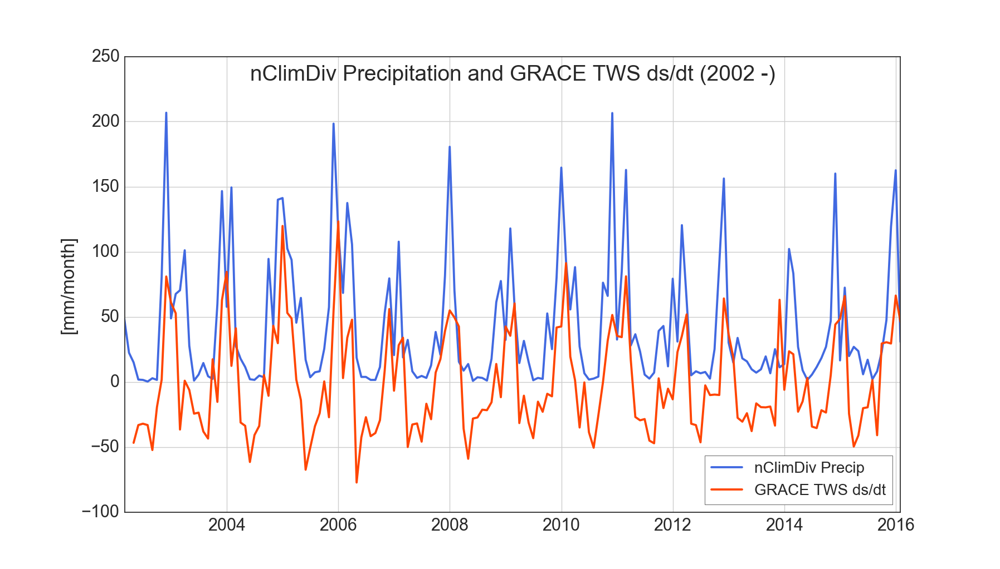 nClimDiv Precipitation and GRACE TWS ds/dt (2002 -)
250
200
150
100
50
0
−50
−100
[mm/month]
2004 2006 2008 2010 2012 2014 2016
nClimDiv Precip
GRACE TWS ds/dt